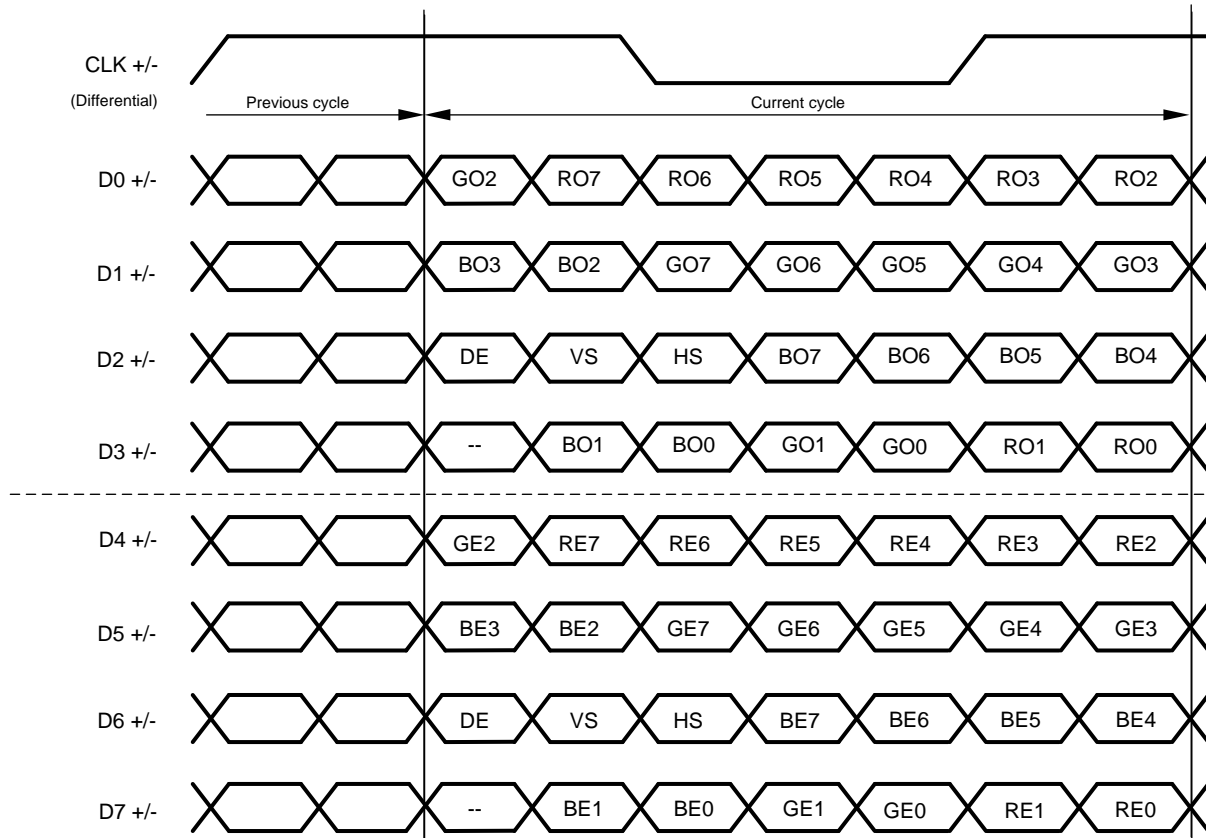 CLK +/-
(Differential)
Previous cycle
Current cycle
D0 +/- GO2 RO7 RO6 RO5 RO4 RO3 RO2
D1 +/- BO3 BO2 GO7 GO6 GO5 GO4 GO3
D2 +/- DE VS HS BO7 BO6 BO5 BO4
D3 +/- -- BO1 BO0 GO1 GO0 RO1 RO0
D4 +/- GE2 RE7 RE6 RE5 RE4 RE3 RE2
D5 +/- BE3 BE2 GE7 GE6 GE5 GE4 GE3
D6 +/- DE VS HS BE7 BE6 BE5 BE4
D7 +/- -- BE1 BE0 GE1 GE0 RE1 RE0